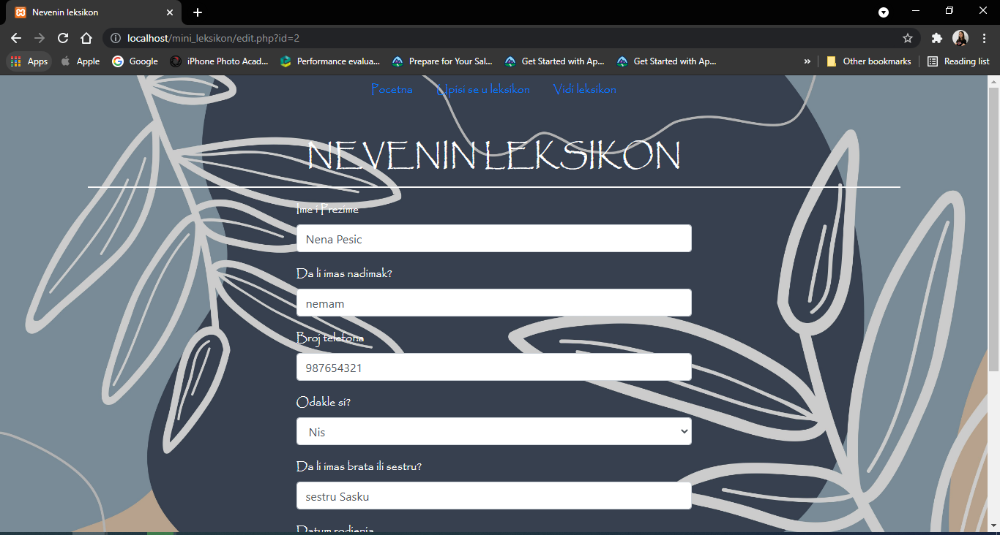 Nevenin leksikon
localhost/mini_leksikon/edit.php?id=2
Apps Apple Google iPhone Photo Acad... Performance evalua... Prepare for Your Sal... Get Started with Ap... Get Started with Ap... » Other bookmarks Reading list
Pocetna Upisi se u leksikon Vidi leksikon
NEVENIN LEKSIKON
Ime i Prezime
Nena Pesic
Da li imas nadimak?
nemam
Broj telefona
987654321
Odakle si?
Nis
Da li imas brata ili sestru?
sestru Sasku
Datum rodjenja